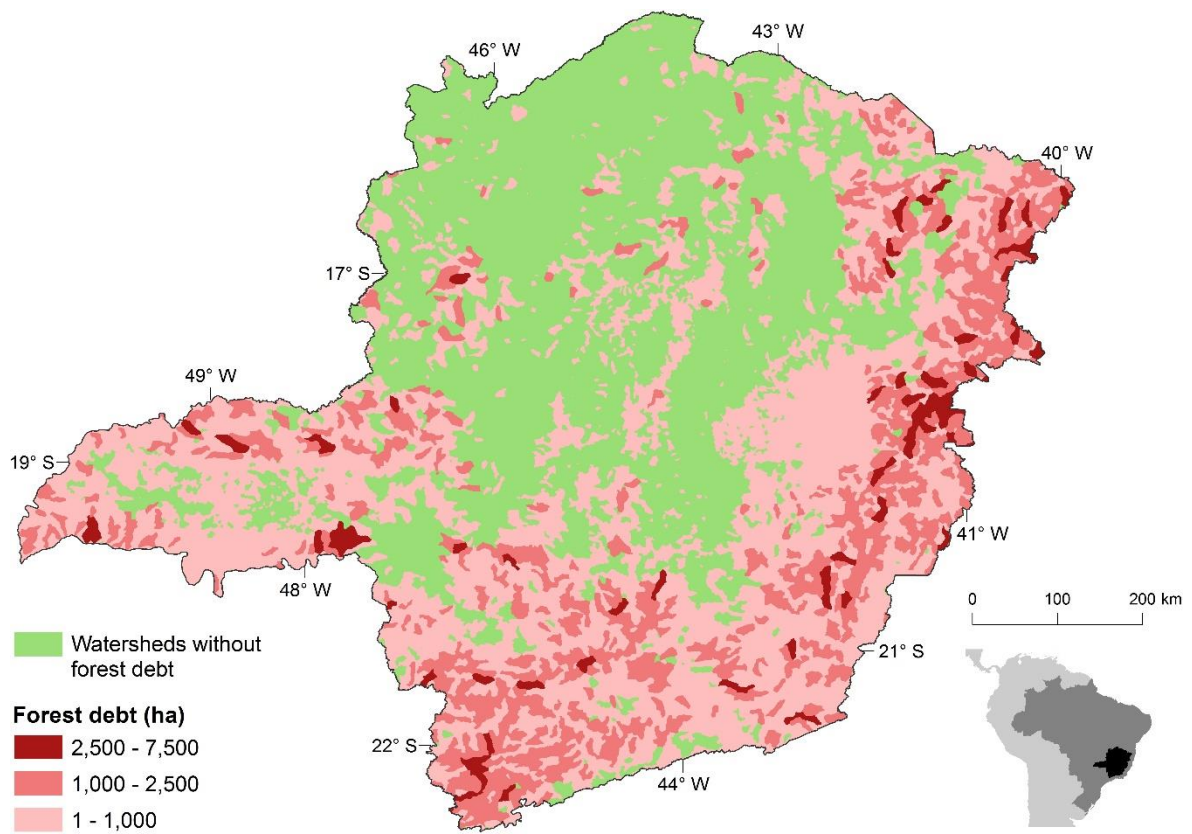 46° W
43° W
40° W
17° S
49° W
19° S
41° W
48° W
0 100 200 km
Watersheds without
forest debt
21° S
Forest debt (ha)
2,500 - 7,500
22° S
1,000 - 2,500
44° W
1 - 1,000